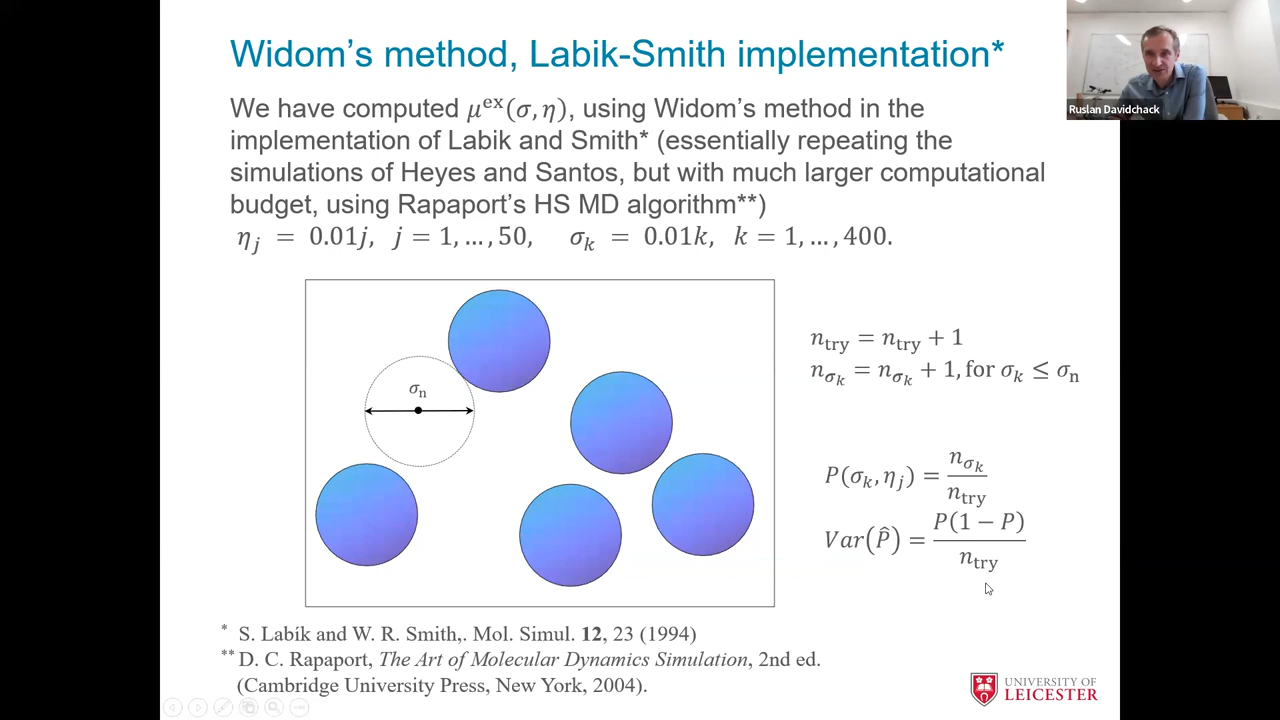 Widom's method, Labik-Smith implementation*
We have computed μᵉˣ(σ, η), using Widom's method in the
implementation of Labik and Smith* (essentially repeating the
simulations of Heyes and Santos, but with much larger computational
budget, using Rapaport's HS MD algorithm**)
η_j = 0.01j, j = 1, …, 50, σ_k = 0.01k, k = 1, …, 400.
σ_n
n_try = n_try + 1
n_σ_k = n_σ_k + 1, for σ_k ≤ σ_n
P(σ_k, η_j) = n_σ_k / n_try
Var(P̂) = P(1 − P) / n_try
* S. Labík and W. R. Smith,. Mol. Simul. 12, 23 (1994)
** D. C. Rapaport, The Art of Molecular Dynamics Simulation, 2nd ed.
(Cambridge University Press, New York, 2004).
UNIVERSITY OF
LEICESTER
Ruslan Davidchack